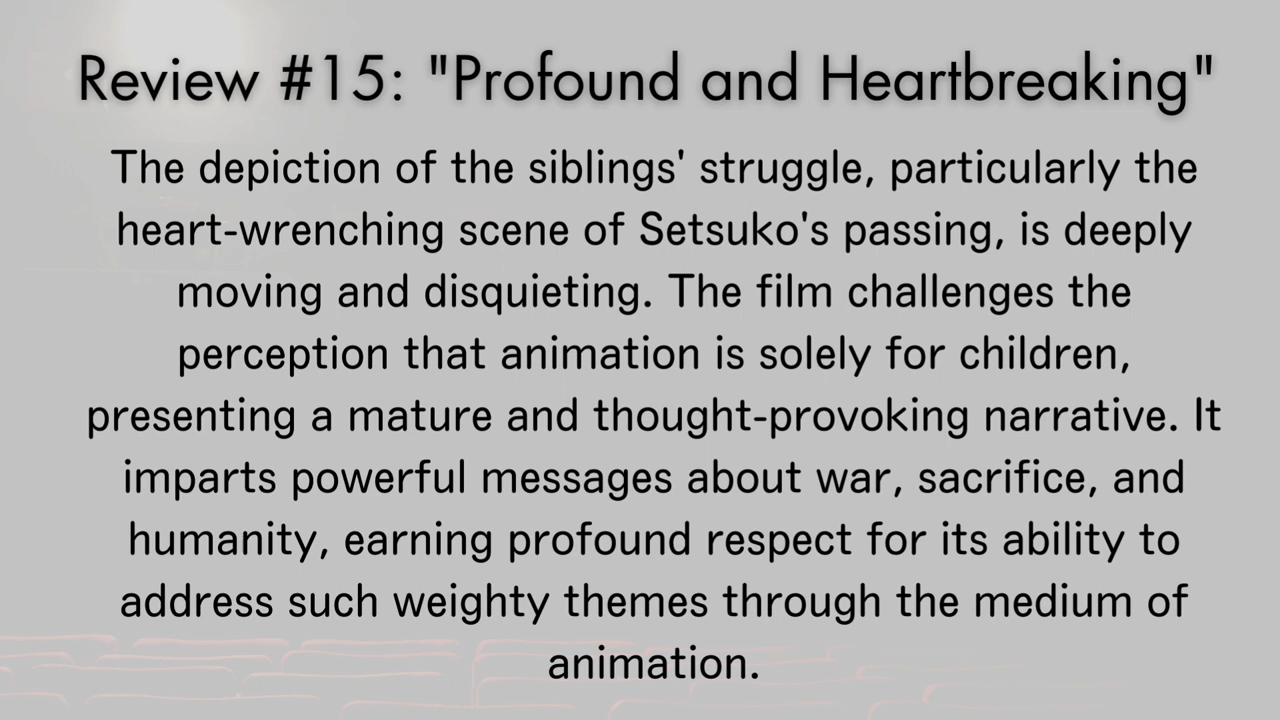 Review #15: "Profound and Heartbreaking"
The depiction of the siblings' struggle, particularly the
heart-wrenching scene of Setsuko's passing, is deeply
moving and disquieting. The film challenges the
perception that animation is solely for children,
presenting a mature and thought-provoking narrative. It
imparts powerful messages about war, sacrifice, and
humanity, earning profound respect for its ability to
address such weighty themes through the medium of
animation.